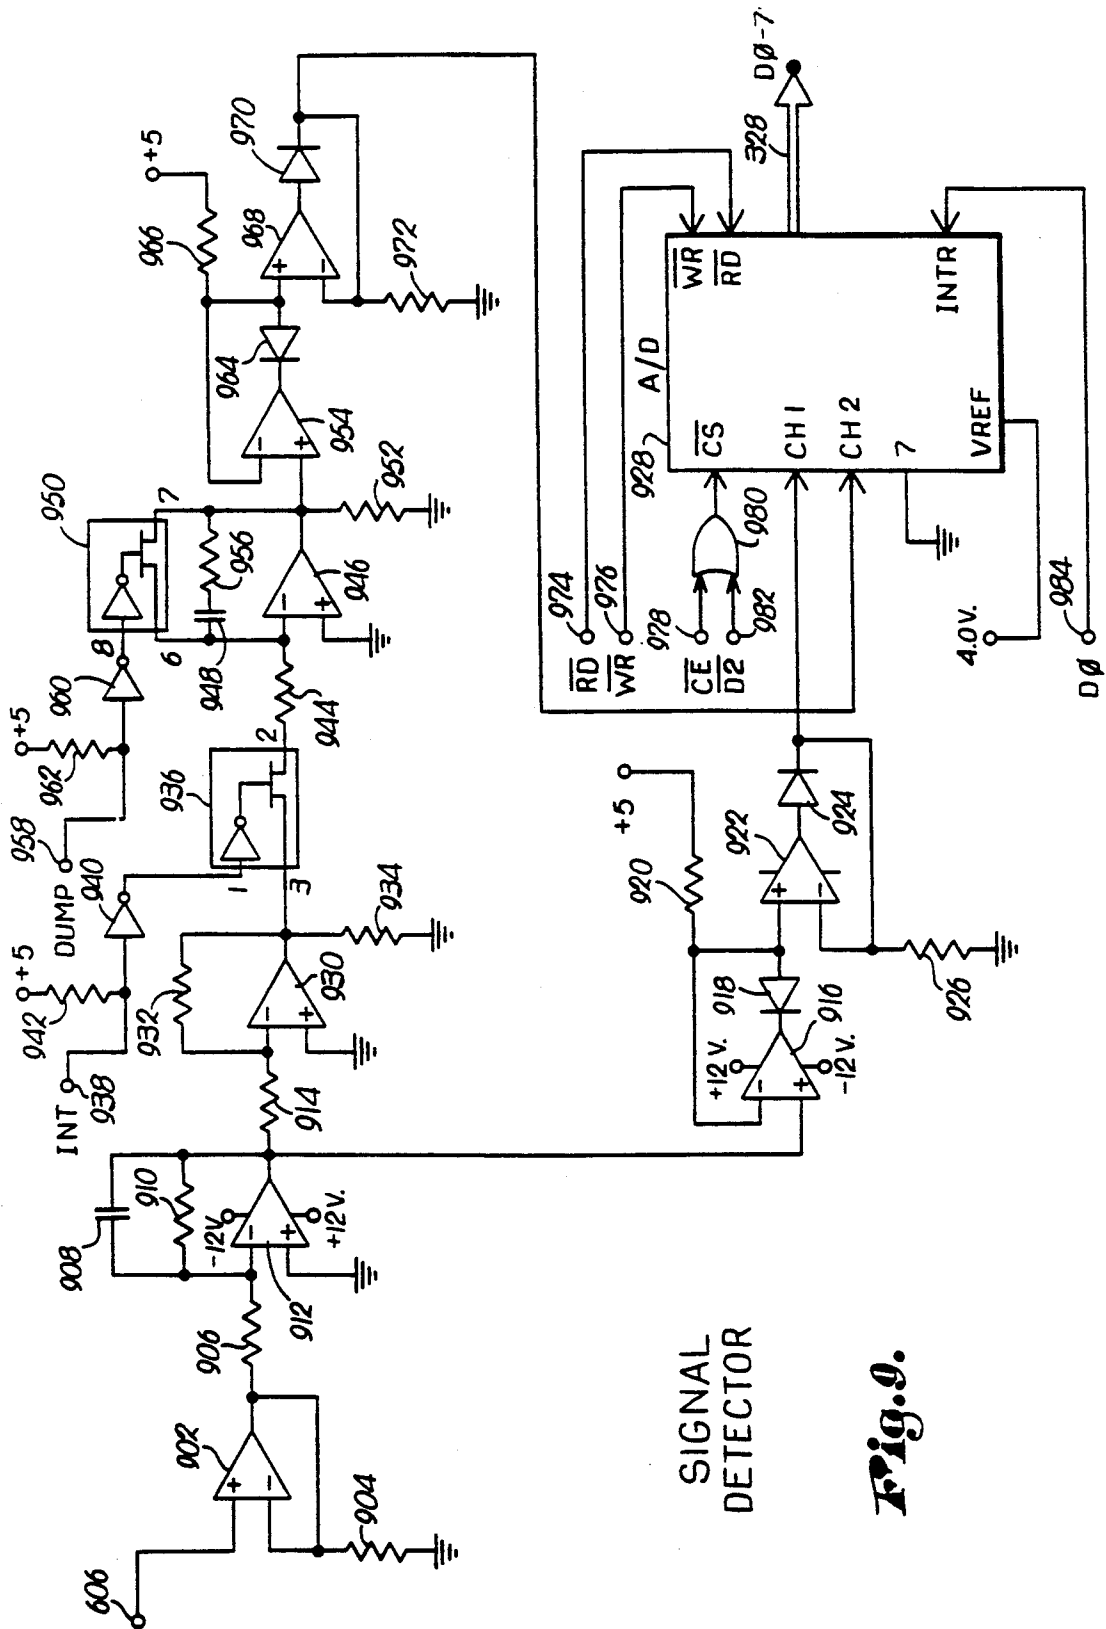 606
902
+
−
904
906
908
910
-12V
−
+
+12V.
912
914
INT
938
942
+5
940
932
−
+
930
934
DUMP
958
962
+5
960
1
3
936
2
944
8
6
950
7
948
956
−
+
946
952
−
+
954
964
966
+5
968
+
−
970
972
+12V.
−
+
-12V.
916
918
920
+5
922
+
−
924
926
RD
974
WR
976
CE
978
D2
982
980
928
A/D
CS
CH 1
CH 2
7
VREF
WR
RD
INTR
328
DØ-7
4.0V.
DØ
984
SIGNAL
DETECTOR
Fig.9.